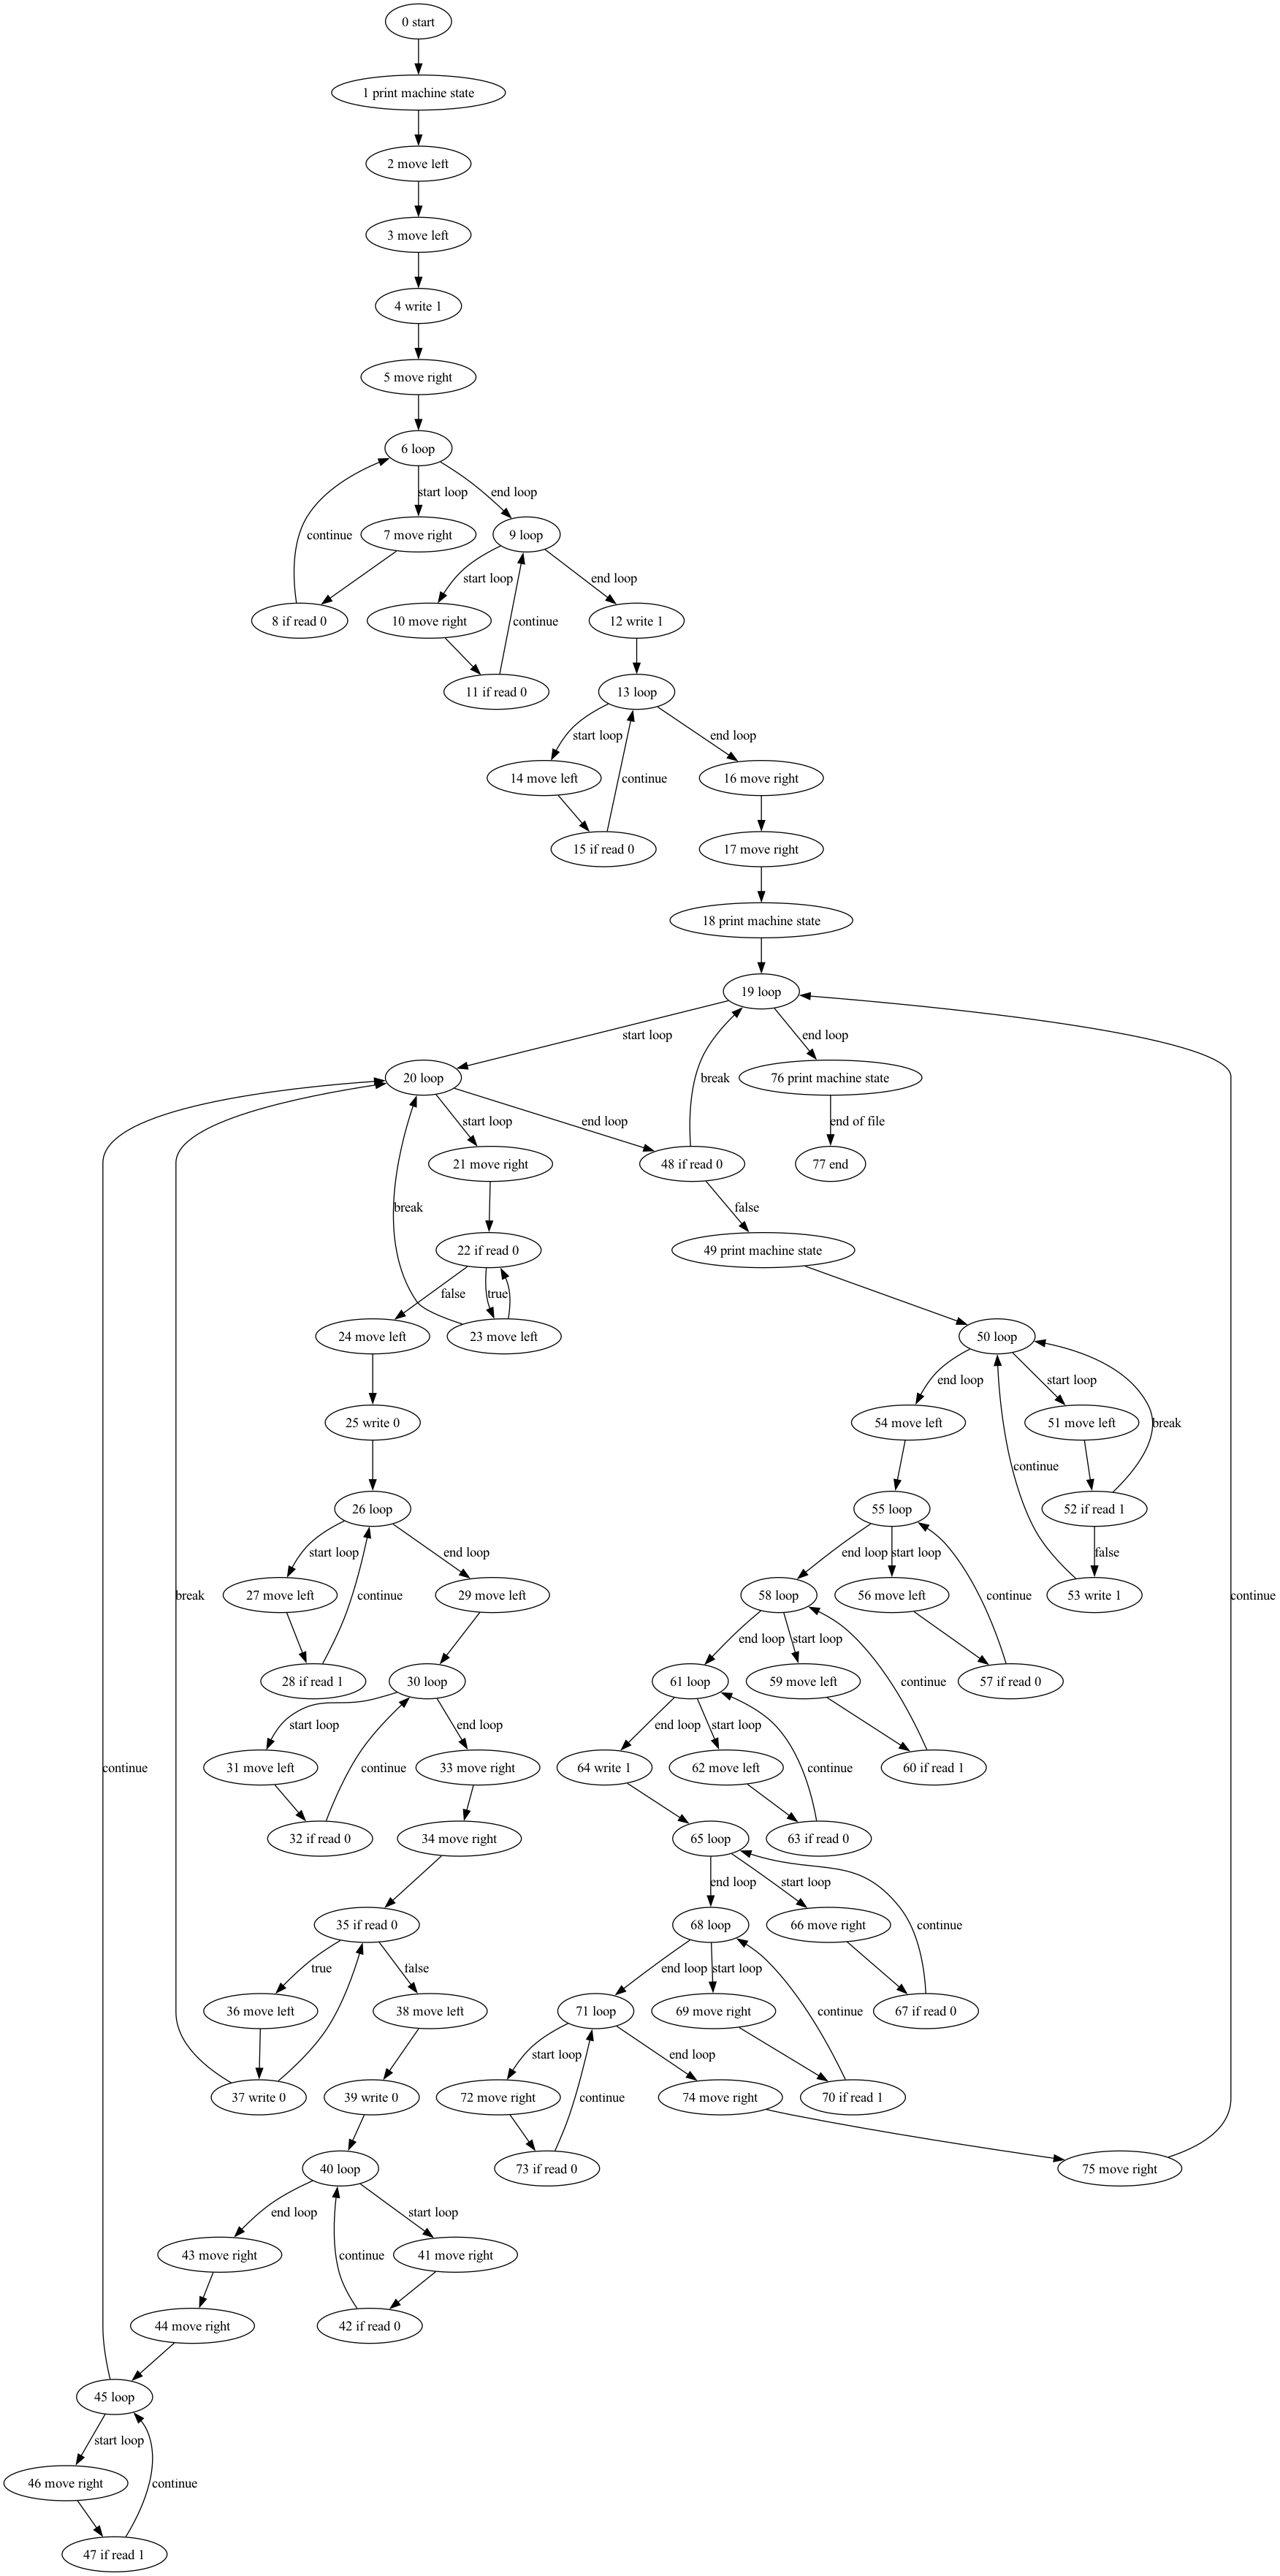 0 start
1 print machine state
2 move left
3 move left
4 write 1
5 move right
6 loop
start loop
end loop
continue
7 move right
9 loop
start loop
end loop
8 if read 0
10 move right
continue
12 write 1
11 if read 0
13 loop
start loop
end loop
14 move left
continue
16 move right
15 if read 0
17 move right
18 print machine state
19 loop
start loop
end loop
20 loop
break
76 print machine state
start loop
end loop
end of file
21 move right
48 if read 0
77 end
break
false
22 if read 0
49 print machine state
false
true
24 move left
23 move left
50 loop
end loop
start loop
25 write 0
54 move left
51 move left
break
continue
26 loop
55 loop
52 if read 1
start loop
end loop
end loop
start loop
false
break
27 move left
continue
29 move left
58 loop
56 move left
continue
53 write 1
continue
end loop
start loop
28 if read 1
30 loop
61 loop
59 move left
continue
57 if read 0
start loop
end loop
end loop
start loop
continue
31 move left
continue
33 move right
64 write 1
62 move left
continue
60 if read 1
32 if read 0
34 move right
65 loop
63 if read 0
end loop
start loop
35 if read 0
68 loop
66 move right
continue
true
false
end loop
start loop
36 move left
38 move left
71 loop
69 move right
continue
67 if read 0
start loop
end loop
37 write 0
39 write 0
72 move right
continue
74 move right
70 if read 1
40 loop
73 if read 0
75 move right
end loop
start loop
43 move right
continue
41 move right
44 move right
42 if read 0
45 loop
start loop
46 move right
continue
47 if read 1